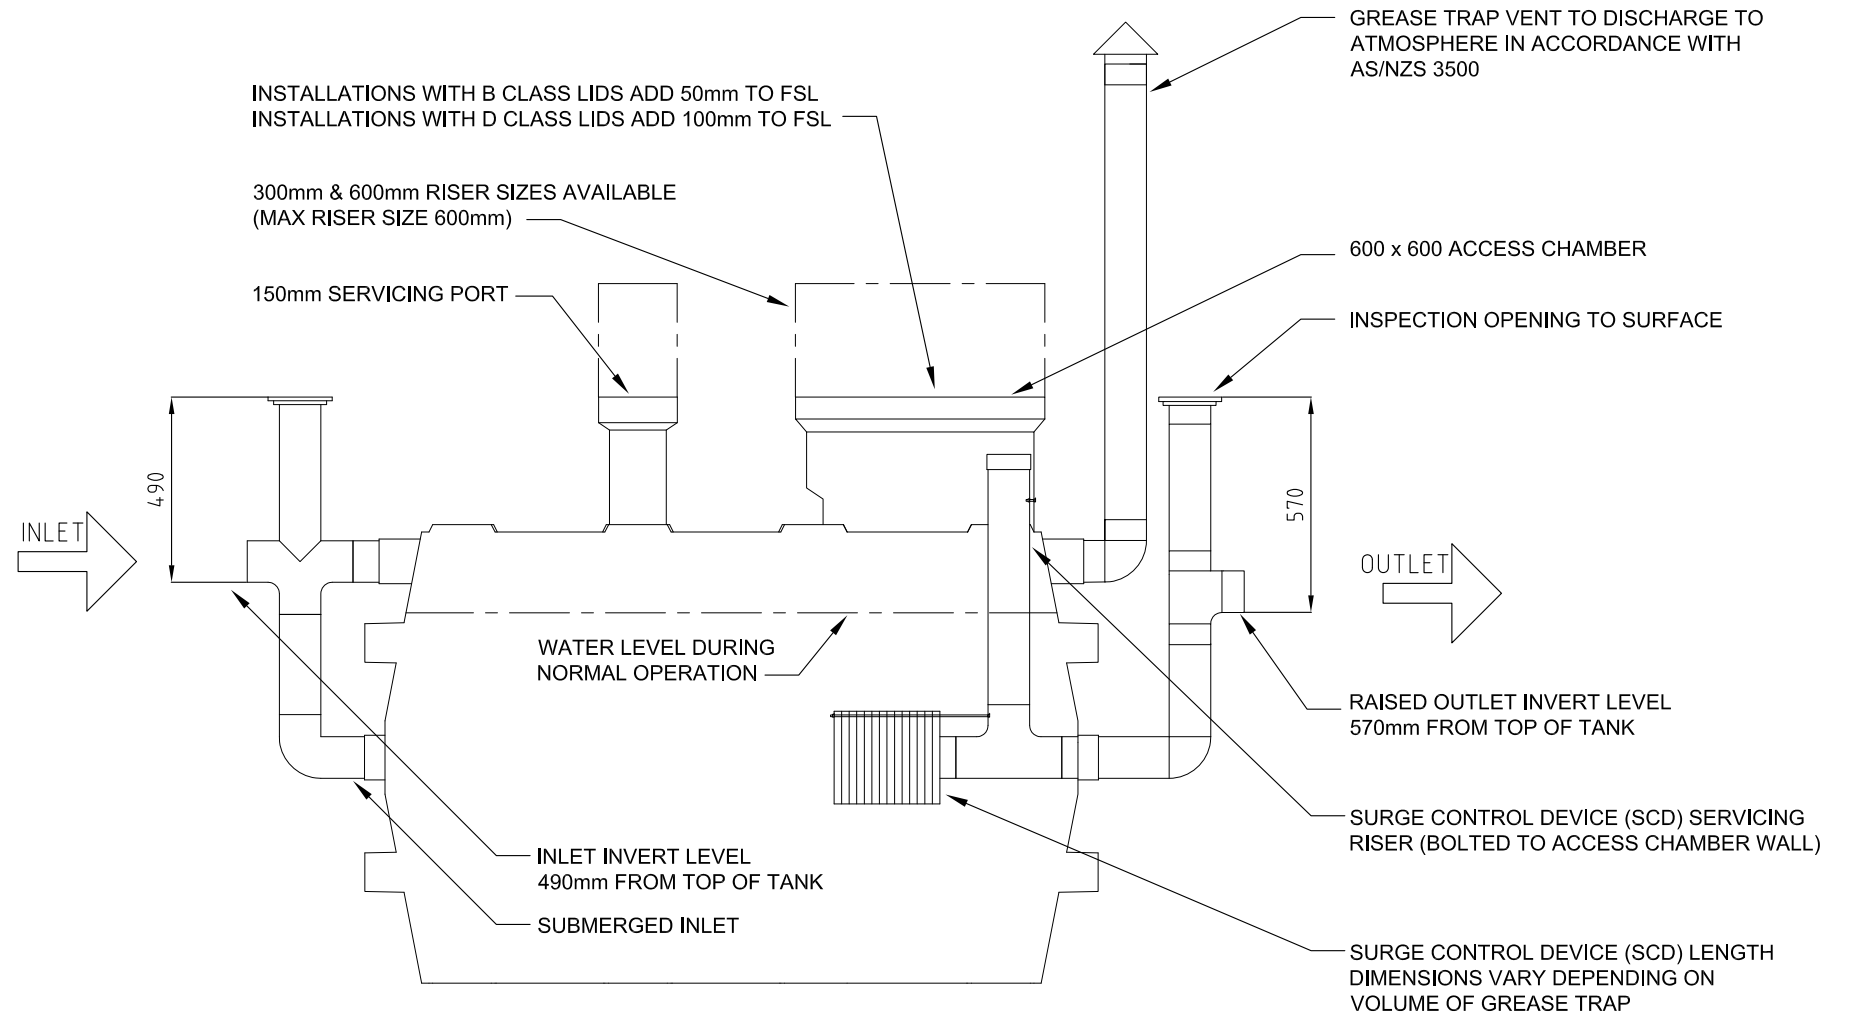 GREASE TRAP VENT TO DISCHARGE TO
ATMOSPHERE IN ACCORDANCE WITH
AS/NZS 3500
INSTALLATIONS WITH B CLASS LIDS ADD 50mm TO FSL
INSTALLATIONS WITH D CLASS LIDS ADD 100mm TO FSL
300mm & 600mm RISER SIZES AVAILABLE
(MAX RISER SIZE 600mm)
600 x 600 ACCESS CHAMBER
150mm SERVICING PORT
INSPECTION OPENING TO SURFACE
490
570
INLET
OUTLET
WATER LEVEL DURING
NORMAL OPERATION
RAISED OUTLET INVERT LEVEL
570mm FROM TOP OF TANK
SURGE CONTROL DEVICE (SCD) SERVICING
RISER (BOLTED TO ACCESS CHAMBER WALL)
INLET INVERT LEVEL
490mm FROM TOP OF TANK
SUBMERGED INLET
SURGE CONTROL DEVICE (SCD) LENGTH
DIMENSIONS VARY DEPENDING ON
VOLUME OF GREASE TRAP